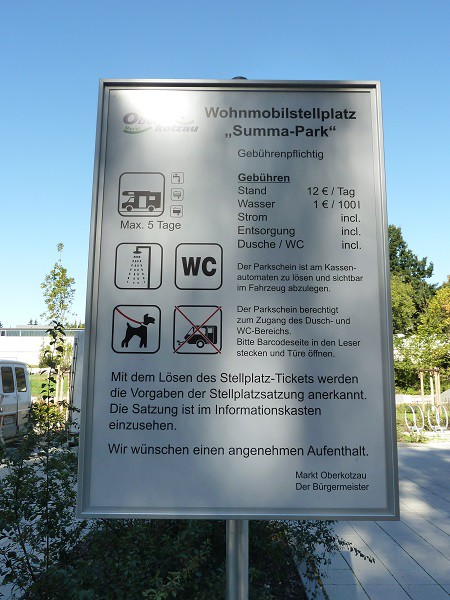 Oberkotzau
Wohnmobilstellplatz
„Summa-Park“
Gebührenpflichtig
Gebühren
Stand 12 € / Tag
Wasser 1 € / 100 l
Strom incl.
Entsorgung incl.
Dusche / WC incl.
Max. 5 Tage
WC
Der Parkschein ist am Kassen-
automaten zu lösen und sichtbar
im Fahrzeug abzulegen.
Der Parkschein berechtigt
zum Zugang des Dusch- und
WC-Bereichs.
Bitte Barcodeseite in den Leser
stecken und Türe öffnen.
Mit dem Lösen des Stellplatz-Tickets werden
die Vorgaben der Stellplatzsatzung anerkannt.
Die Satzung ist im Informationskasten
einzusehen.
Wir wünschen einen angenehmen Aufenthalt.
Markt Oberkotzau
Der Bürgermeister